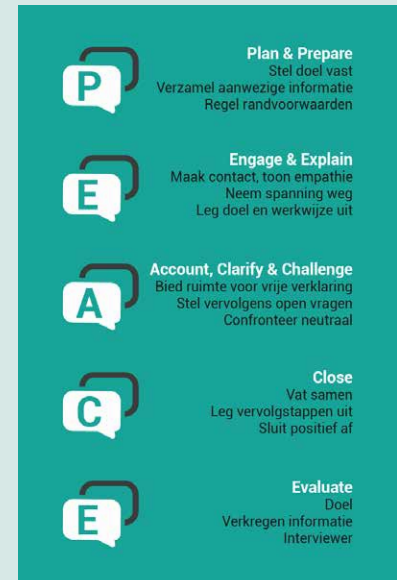 P
Plan & Prepare
Stel doel vast
Verzamel aanwezige informatie
Regel randvoorwaarden
E
Engage & Explain
Maak contact, toon empathie
Neem spanning weg
Leg doel en werkwijze uit
A
Account, Clarify & Challenge
Bied ruimte voor vrije verklaring
Stel vervolgens open vragen
Confronteer neutraal
C
Close
Vat samen
Leg vervolgstappen uit
Sluit positief af
E
Evaluate
Doel
Verkregen informatie
Interviewer